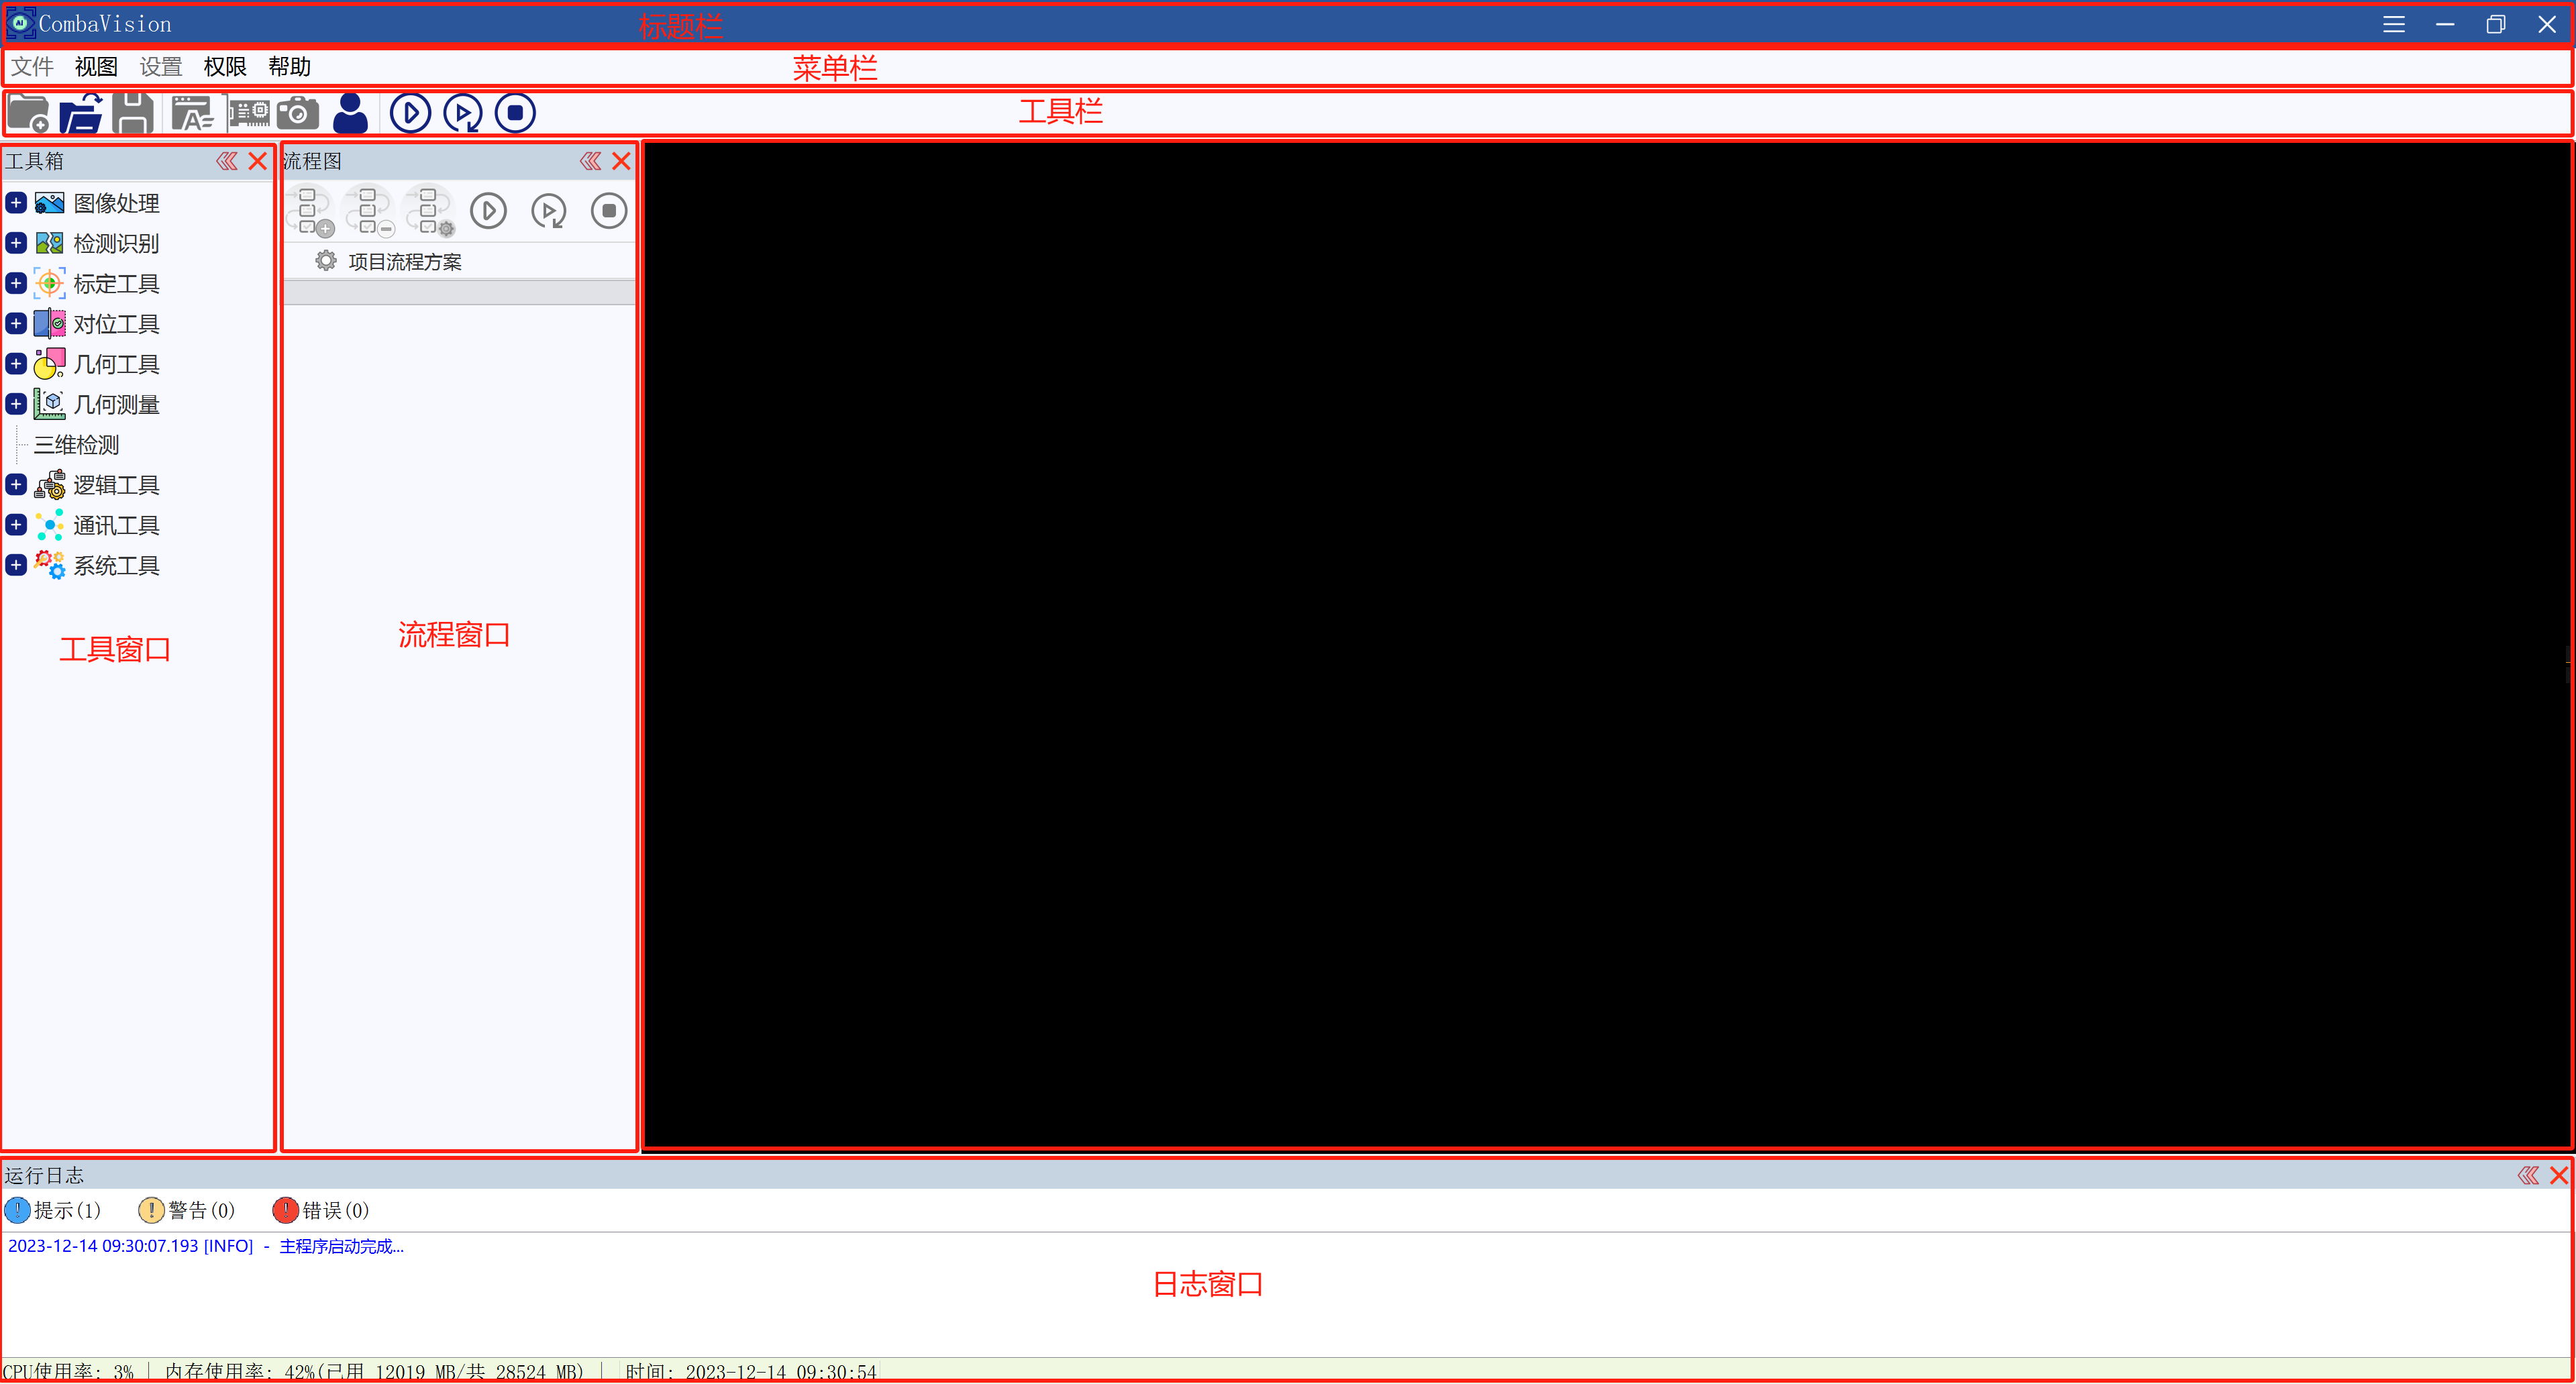 CombaVision 标题栏
文件 视图 设置 权限 帮助 菜单栏
工具栏
工具箱
图像处理
检测识别
标定工具
对位工具
几何工具
几何测量
三维检测
逻辑工具
通讯工具
系统工具
工具窗口
流程图
项目流程方案
流程窗口
运行日志
提示(1) 警告(0) 错误(0)
2023-12-14 09:30:07.193 [INFO] - 主程序启动完成...
日志窗口
CPU使用率: 3% | 内存使用率: 42%(已用 12019 MB/共 28524 MB) | 时间: 2023-12-14 09:30:54